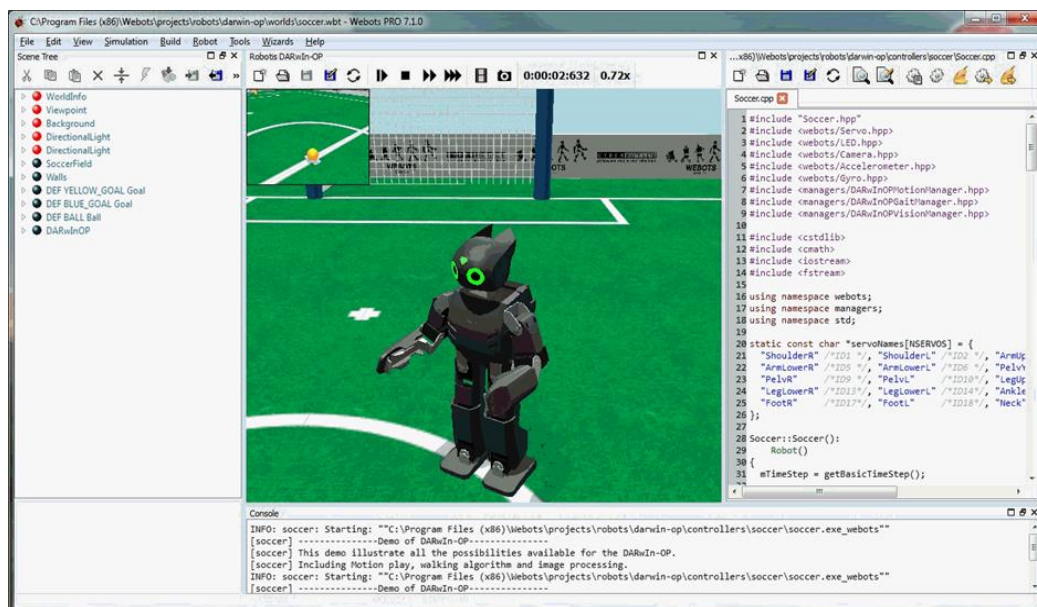 C:\Program Files (x86)\Webots\projects\robots\darwin-op\worlds\soccer.wbt - Webots PRO 7.1.0
File Edit View Simulation Build Robot Tools Wizards Help
Scene Tree
WorldInfo
Viewpoint
Background
DirectionalLight
DirectionalLight
SoccerField
Walls
DEF YELLOW_GOAL Goal
DEF BLUE_GOAL Goal
DEF BALL Ball
DARwInOP
Robotis DARwIn-OP
0:00:02:632 0.72x
WEBOTS
...x86)\Webots\projects\robots\darwin-op\controllers\soccer\Soccer.cpp
Soccer.cpp
1 #include "Soccer.hpp"
2 #include <webots/Servo.hpp>
3 #include <webots/LED.hpp>
4 #include <webots/Camera.hpp>
5 #include <webots/Accelerometer.hpp>
6 #include <webots/Gyro.hpp>
7 #include <managers/DARwInOPMotionManager.hpp>
8 #include <managers/DARwInOPGaitManager.hpp>
9 #include <managers/DARwInOPVisionManager.hpp>
10
11 #include <cstdlib>
12 #include <cmath>
13 #include <iostream>
14 #include <fstream>
15
16 using namespace webots;
17 using namespace managers;
18 using namespace std;
19
20 static const char *servoNames[NSERVOS] = {
21 "ShoulderR" /*ID1 */, "ShoulderL" /*ID2 */, "ArmUp
22 "ArmLowerR" /*ID5 */, "ArmLowerL" /*ID6 */, "PelvY
23 "PelvR" /*ID9 */, "PelvL" /*ID10*/, "LegUp
24 "LegLowerR" /*ID13*/, "LegLowerL" /*ID14*/, "Ankle
25 "FootR" /*ID17*/, "FootL" /*ID18*/, "Neck"
26 };
27
28 Soccer::Soccer():
29 Robot()
30 {
31 mTimeStep = getBasicTimeStep();
Console
INFO: soccer: Starting: ""C:\Program Files (x86)\Webots\projects\robots\darwin-op\controllers\soccer\soccer.exe_webots""
[soccer] ---------------Demo of DARwIn-OP---------------
[soccer] This demo illustrate all the possibilities available for the DARwIn-OP.
[soccer] Including Motion play, walking algorithm and image processing.
INFO: soccer: Starting: ""C:\Program Files (x86)\Webots\projects\robots\darwin-op\controllers\soccer\soccer.exe_webots""
[soccer] ---------------Demo of DARwIn-OP---------------